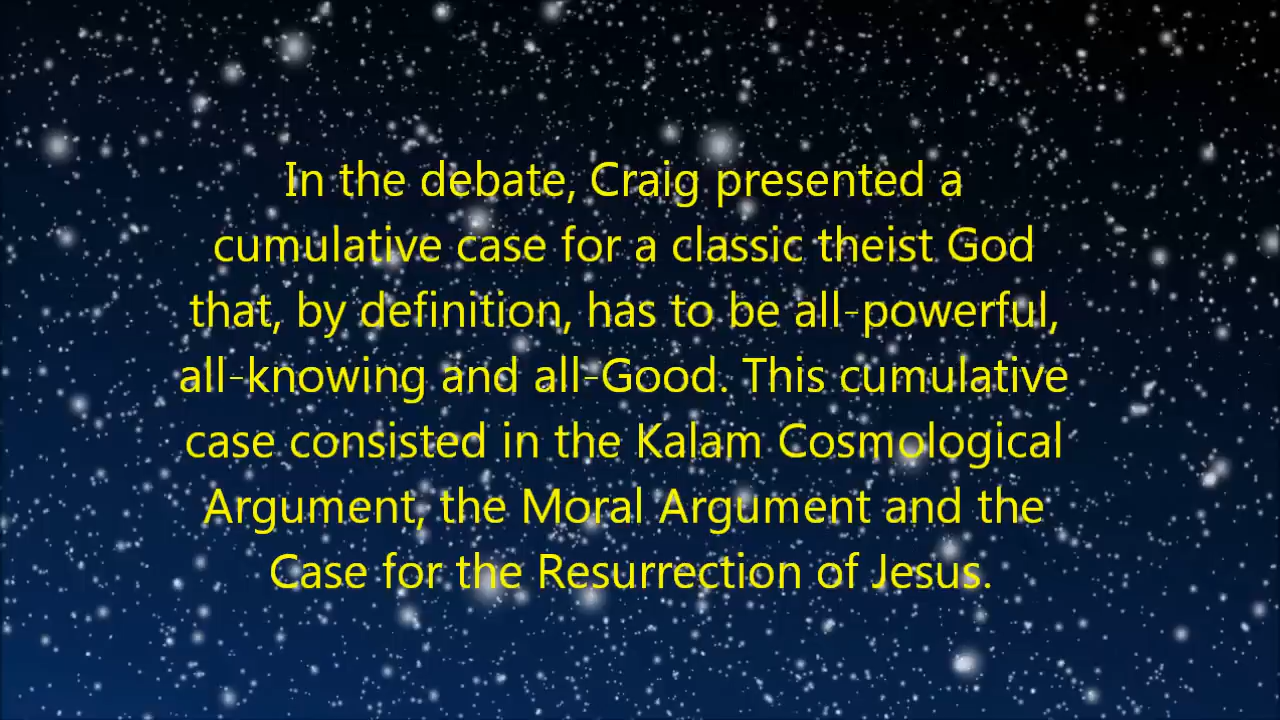 In the debate, Craig presented a
cumulative case for a classic theist God
that, by definition, has to be all-powerful,
all-knowing and all-Good. This cumulative
case consisted in the Kalam Cosmological
Argument, the Moral Argument and the
Case for the Resurrection of Jesus.